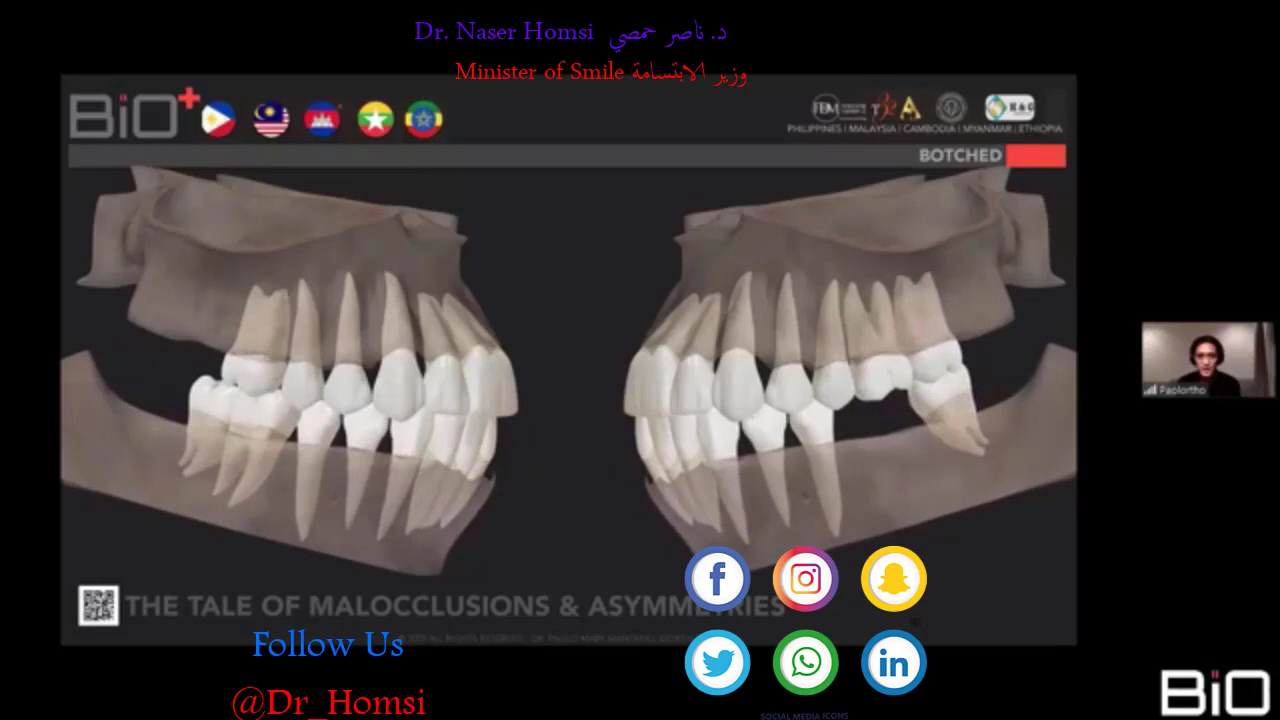 Dr. Naser Homsi د. ناصر حمصي
Minister of Smile وزير الابتسامة
BiO+
PHILIPPINES | MALAYSIA | CAMBODIA | MYANMAR | ETHIOPIA
BOTCHED
Paolortho
THE TALE OF MALOCCLUSIONS & ASYMMETRIES
Follow Us
@Dr_Homsi
SOCIAL MEDIA ICONS
BiO